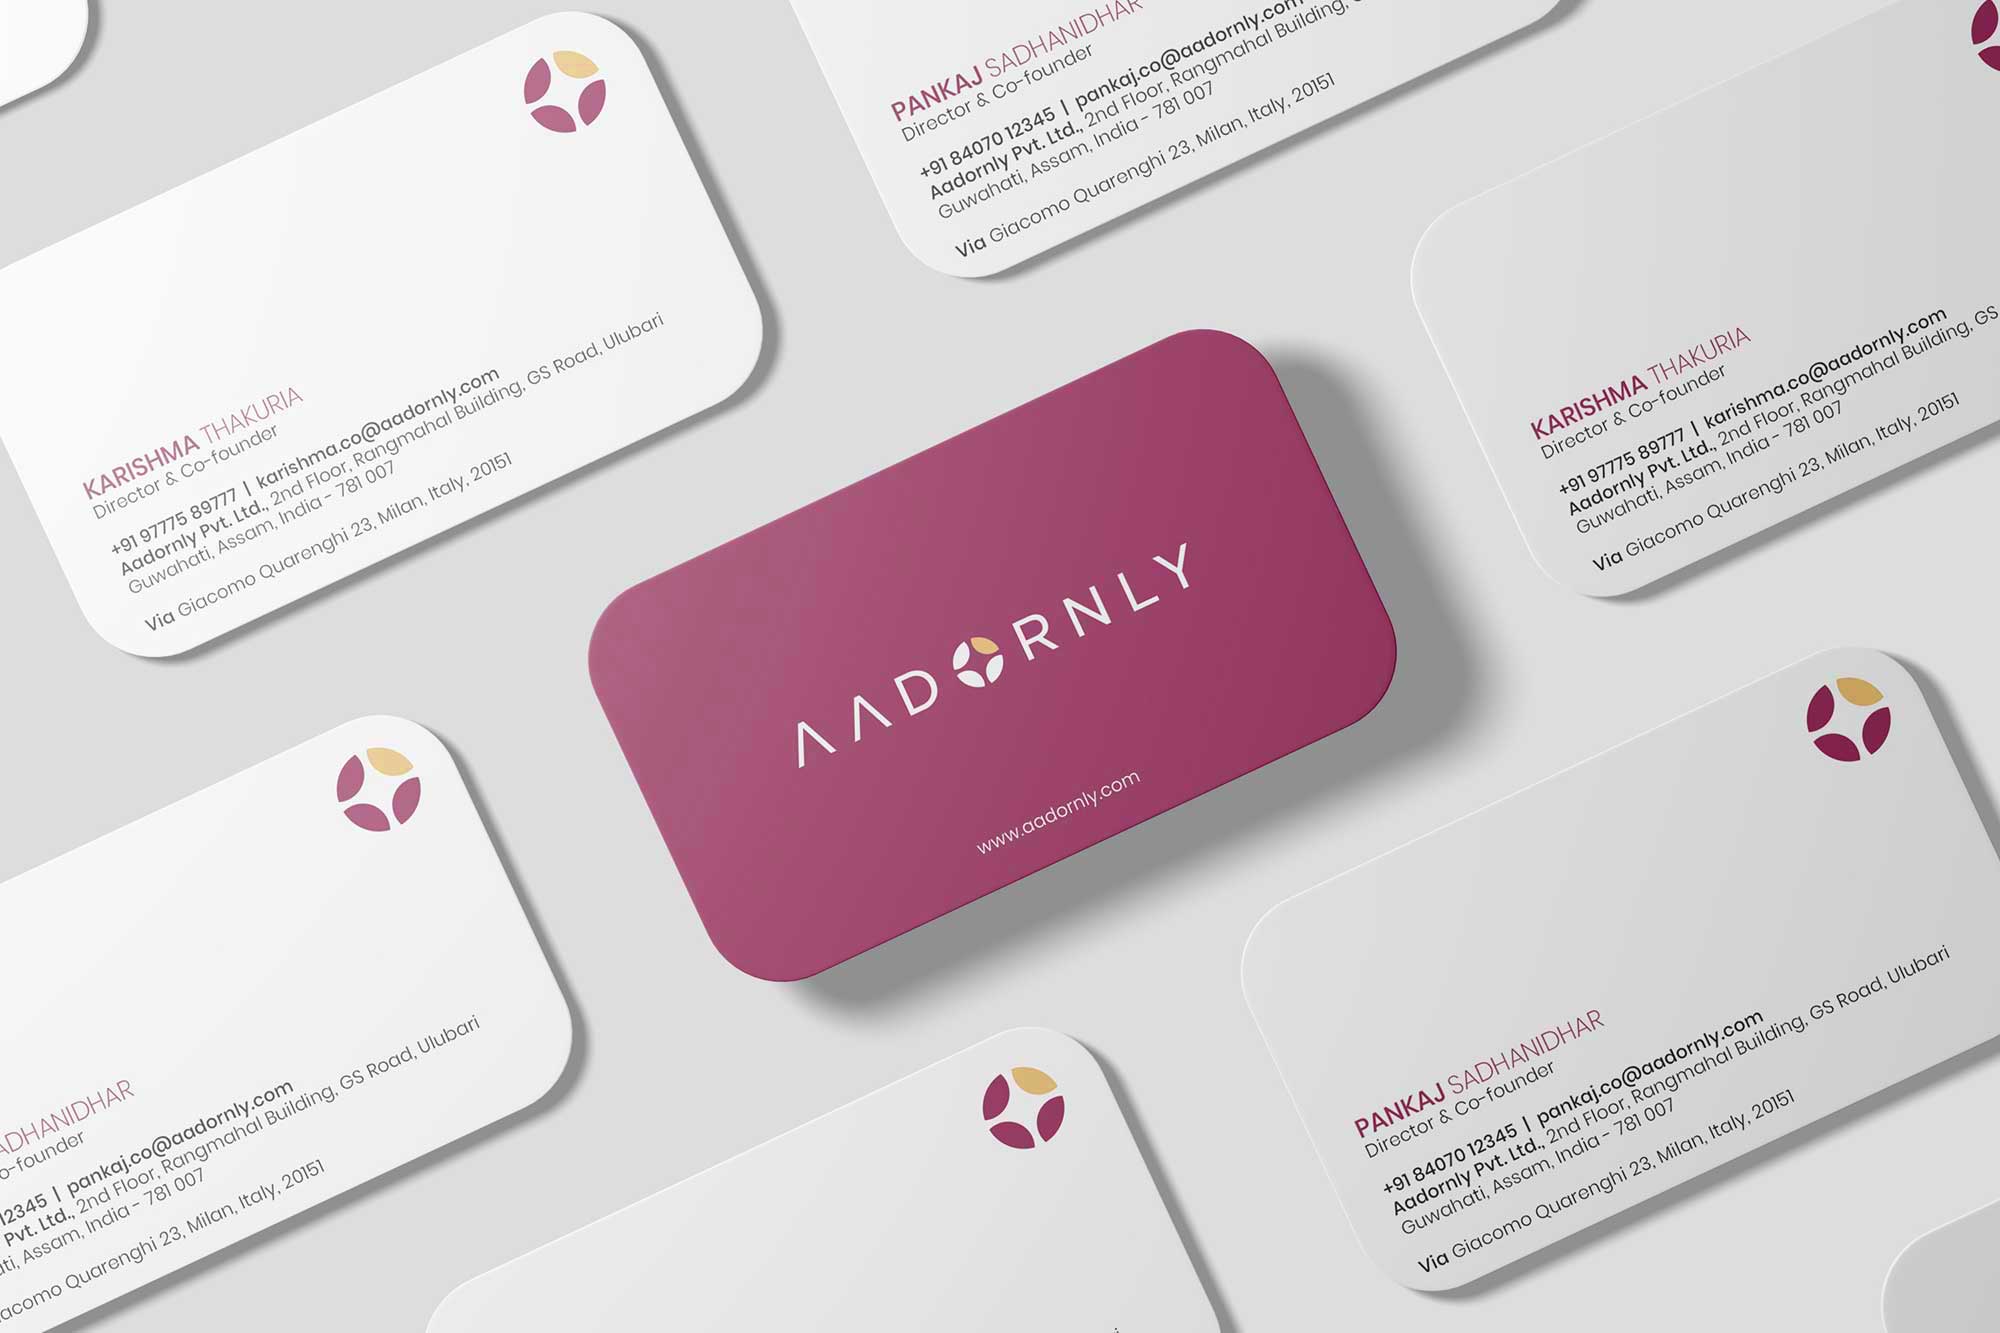 PANKAJ SADHANIDHAR
Director & Co-founder
+91 84070 12345 | pankaj.co@aadornly.com
Aadornly Pvt. Ltd., 2nd Floor, Rangmahal Building,
Guwahati, Assam, India - 781 007
Via Giacomo Quarenghi 23, Milan, Italy, 20151
KARISHMA THAKURIA
Director & Co-founder
+91 97775 89777 | karishma.co@aadornly.com
Aadornly Pvt. Ltd., 2nd Floor, Rangmahal Building, GS Road, Ulubari
Guwahati, Assam, India - 781 007
Via Giacomo Quarenghi 23, Milan, Italy, 20151
KARISHMA THAKURIA
Director & Co-founder
+91 97775 89777 | karishma.co@aadornly.com
Aadornly Pvt. Ltd., 2nd Floor, Rangmahal Building, GS
Guwahati, Assam, India - 781 007
Via Giacomo Quarenghi 23, Milan, Italy, 20151
AADORNLY
www.aadornly.com
ADHANIDHAR
o-founder
12345 | pankaj.co@aadornly.com
Pvt. Ltd., 2nd Floor, Rangmahal Building, GS Road, Ulubari
ati, Assam, India - 781 007
acomo Quarenghi 23, Milan, Italy, 20151
PANKAJ SADHANIDHAR
Director & Co-founder
+91 84070 12345 | pankaj.co@aadornly.com
Aadornly Pvt. Ltd., 2nd Floor, Rangmahal Building, GS Road, Ulubari
Guwahati, Assam, India - 781 007
Via Giacomo Quarenghi 23, Milan, Italy, 20151